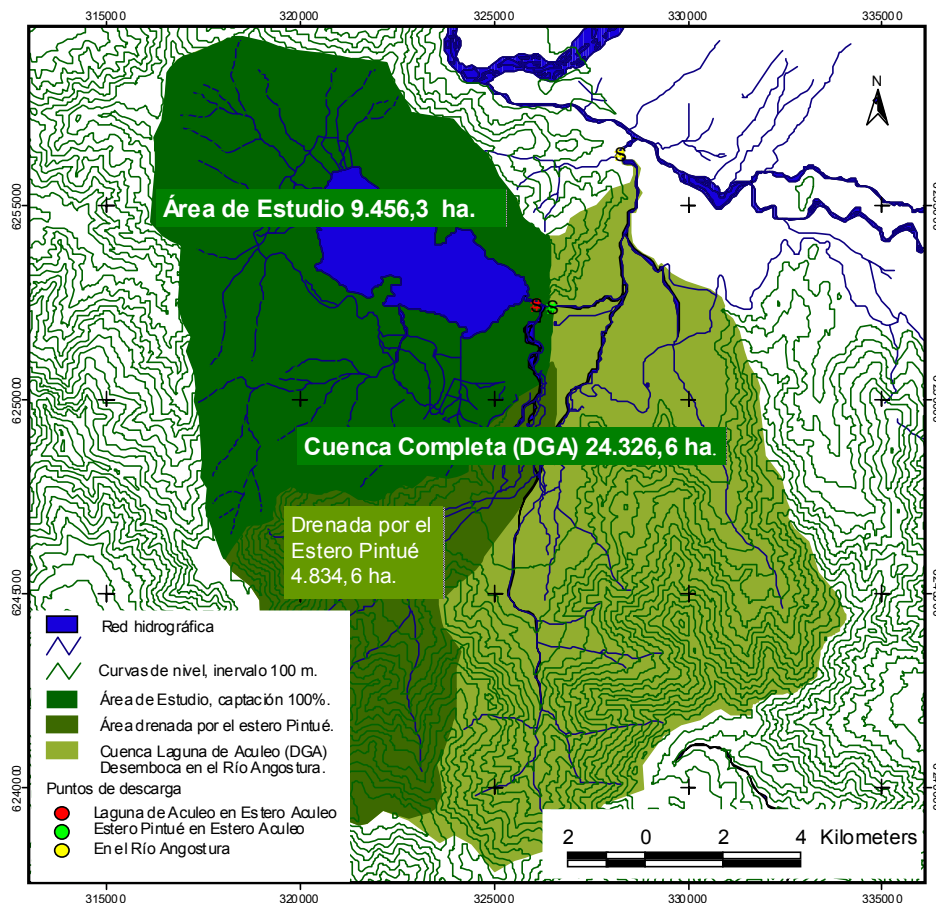 315000 320000 325000 330000 335000
N
6255000
Área de Estudio 9.456,3 ha.
S
S S
6250000
Cuenca Completa (DGA) 24.326,6 ha.
Drenada por el
Estero Pintué
4.834,6 ha.
6245000
Red hidrográfica
Curvas de nivel, inervalo 100 m.
Área de Estudio, captación 100%.
Área drenada por el estero Pintué.
Cuenca Laguna de Aculeo (DGA)
Desemboca en el Río Angostura.
6240000
Puntos de descarga
Laguna de Aculeo en Estero Aculeo
Estero Pintué en Estero Aculeo
En el Río Angostura
2 0 2 4 Kilometers
315000 320000 325000 330000 335000